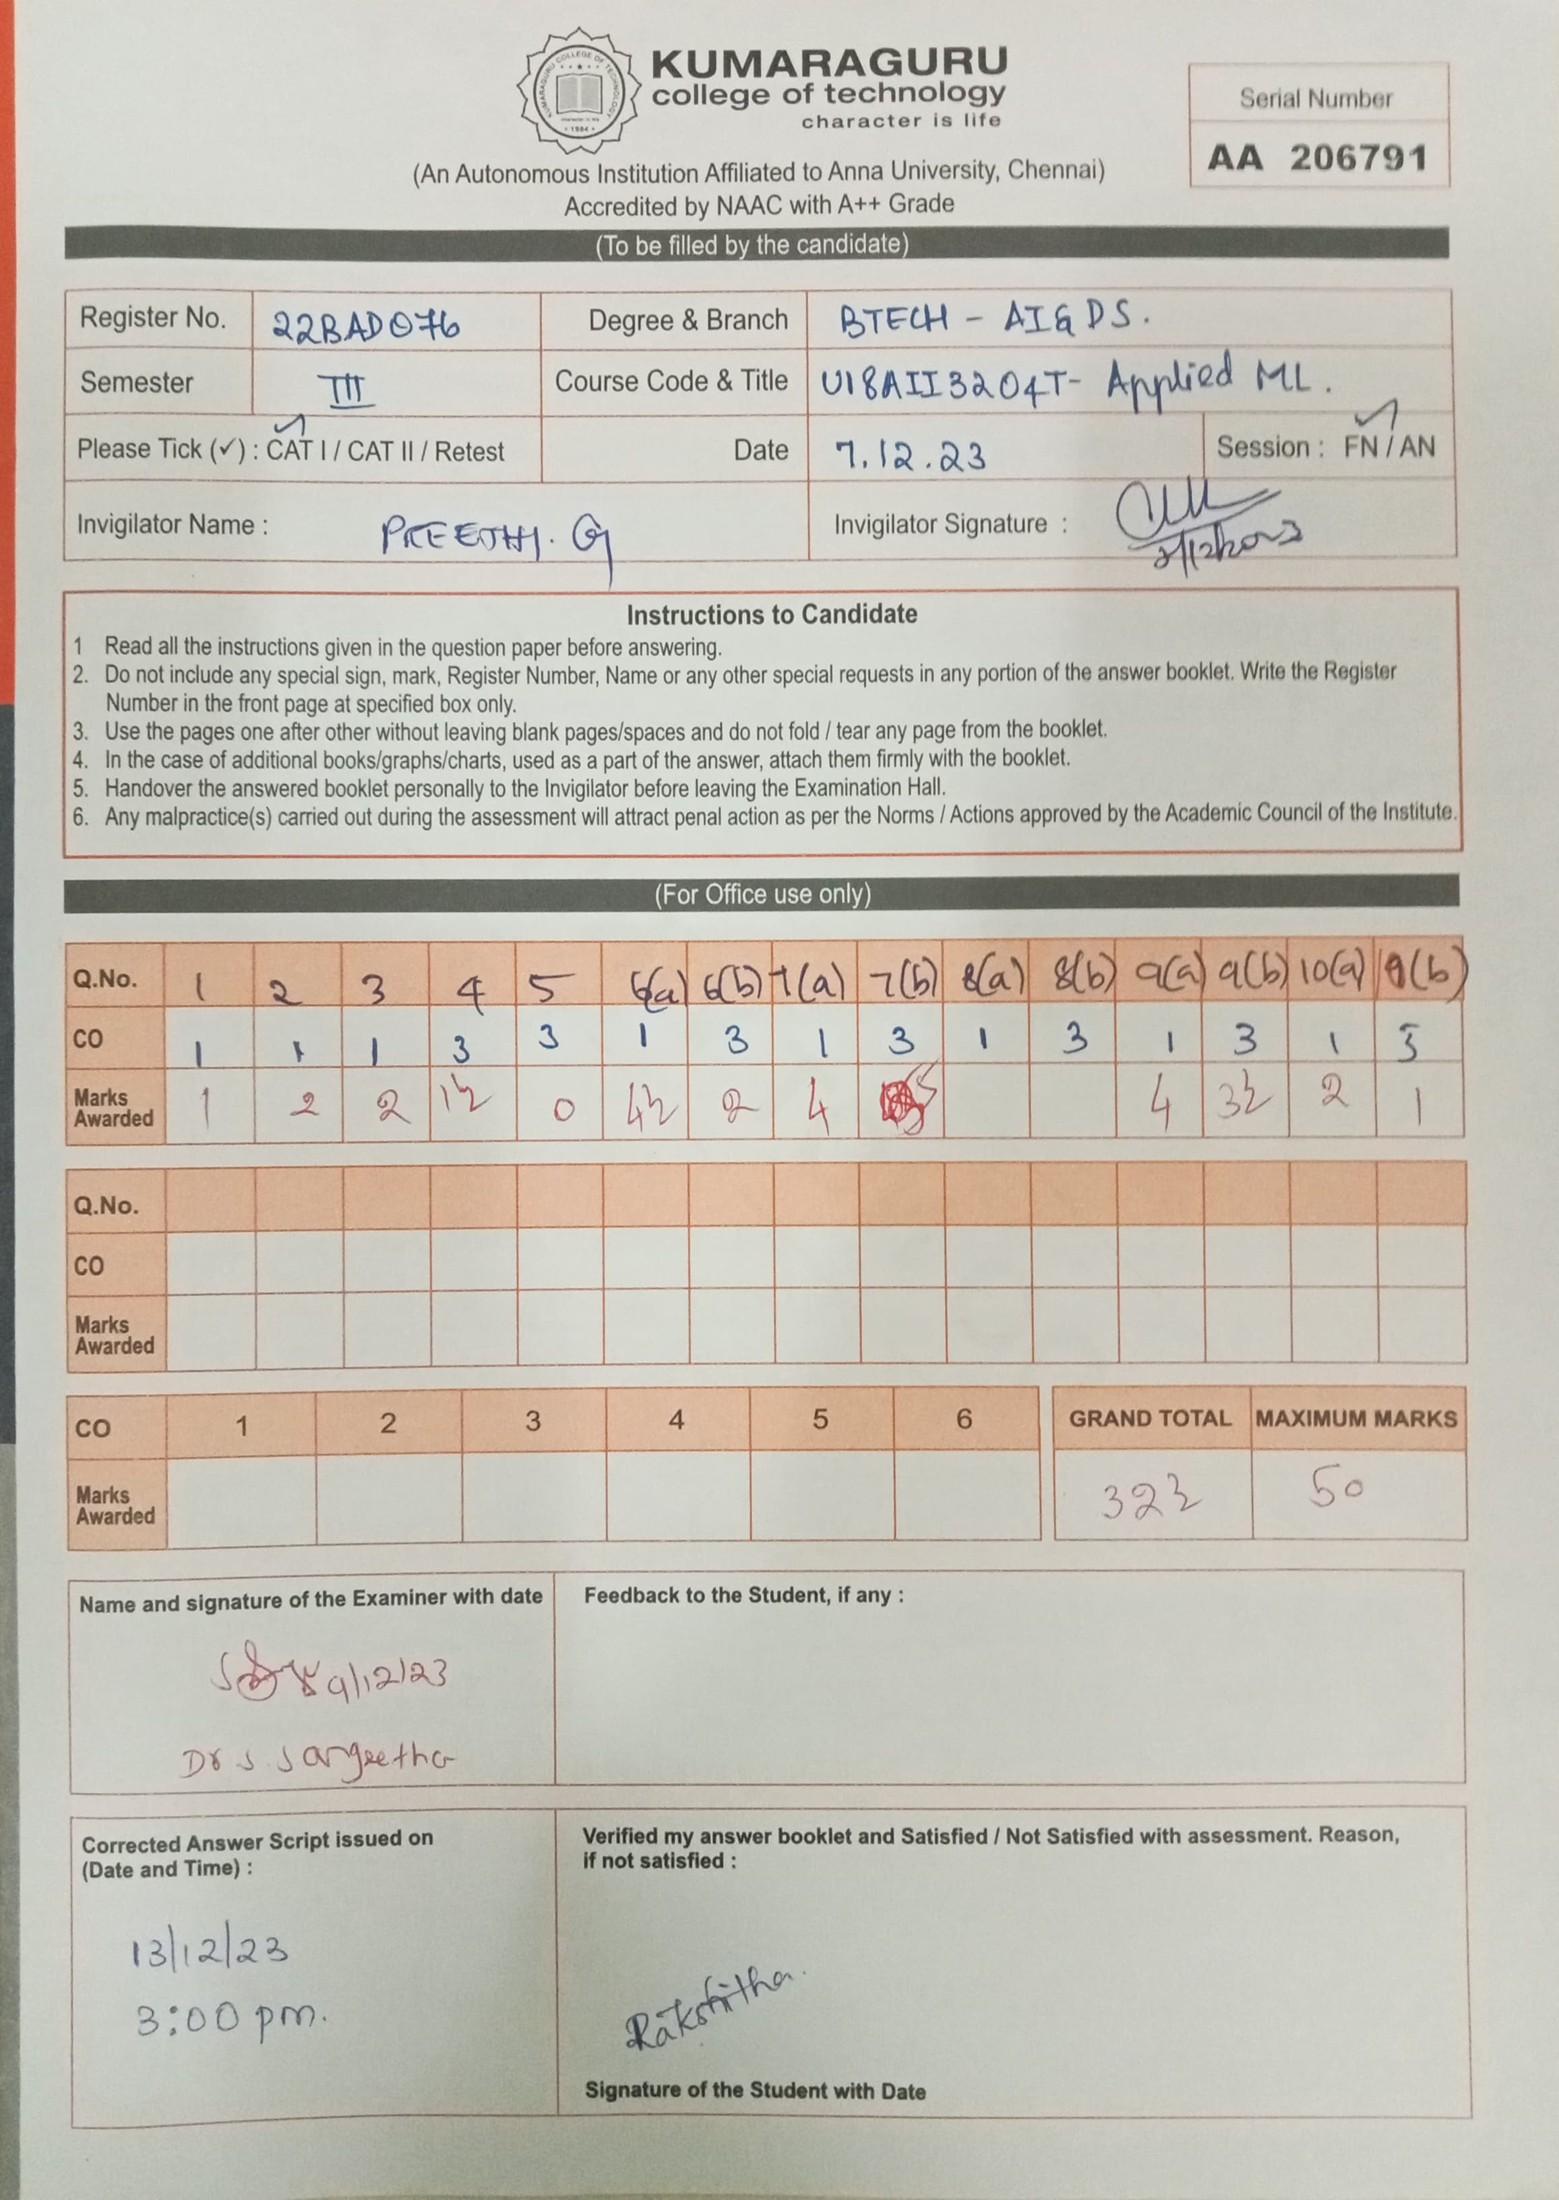 COLLEGE OF TECHNOLOGY
KUMARAGURU
1984
KUMARAGURU
college of technology
character is life
Serial Number
AA 206791
(An Autonomous Institution Affiliated to Anna University, Chennai)
Accredited by NAAC with A++ Grade
(To be filled by the candidate)
Register No. 22BAD076 Degree & Branch BTECH - AI & DS.
Semester III Course Code & Title U18AII3204T- Applied ML.
Please Tick (✓) : CAT I / CAT II / Retest Date 7.12.23 Session : FN / AN
Invigilator Name : PREETHI. G Invigilator Signature :
Instructions to Candidate
1 Read all the instructions given in the question paper before answering.
2. Do not include any special sign, mark, Register Number, Name or any other special requests in any portion of the answer booklet. Write the Register
Number in the front page at specified box only.
3. Use the pages one after other without leaving blank pages/spaces and do not fold / tear any page from the booklet.
4. In the case of additional books/graphs/charts, used as a part of the answer, attach them firmly with the booklet.
5. Handover the answered booklet personally to the Invigilator before leaving the Examination Hall.
6. Any malpractice(s) carried out during the assessment will attract penal action as per the Norms / Actions approved by the Academic Council of the Institute.
(For Office use only)
Q.No. 1 2 3 4 5 6(a) 6(b) 7(a) 7(b) 8(a) 8(b) 9(a) 9(b) 10(a) (b)
CO 1 1 1 3 3 1 3 1 3 1 3 1 3 1 3
Marks 1 2 2 1½ 0 4½ 2 4 5 4 3½ 2 1
Awarded
Q.No.
CO
Marks
Awarded
CO 1 2 3 4 5 6 GRAND TOTAL MAXIMUM MARKS
Marks 32½ 50
Awarded
Name and signature of the Examiner with date Feedback to the Student, if any :
9/12/23
Dr S. Sangeetha
Corrected Answer Script issued on
(Date and Time) :
Verified my answer booklet and Satisfied / Not Satisfied with assessment. Reason,
if not satisfied :
13/12/23
3:00 pm.
Rakshitha.
Signature of the Student with Date